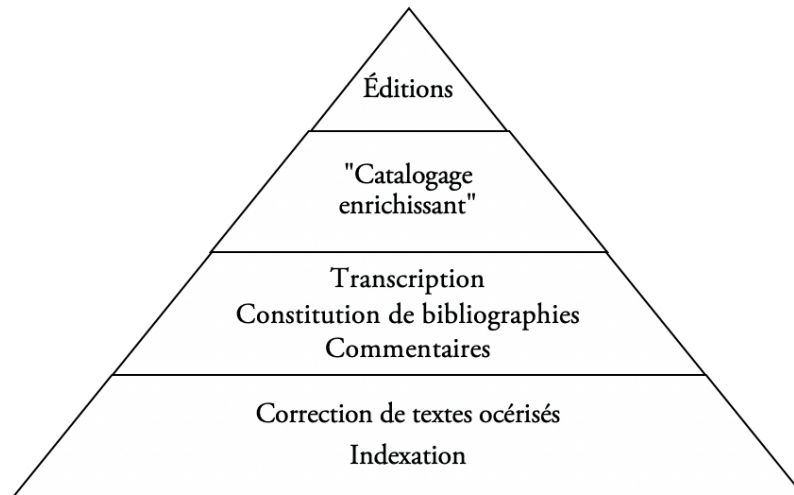 Éditions
"Catalogage
enrichissant"
Transcription
Constitution de bibliographies
Commentaires
Correction de textes océrisés
Indexation